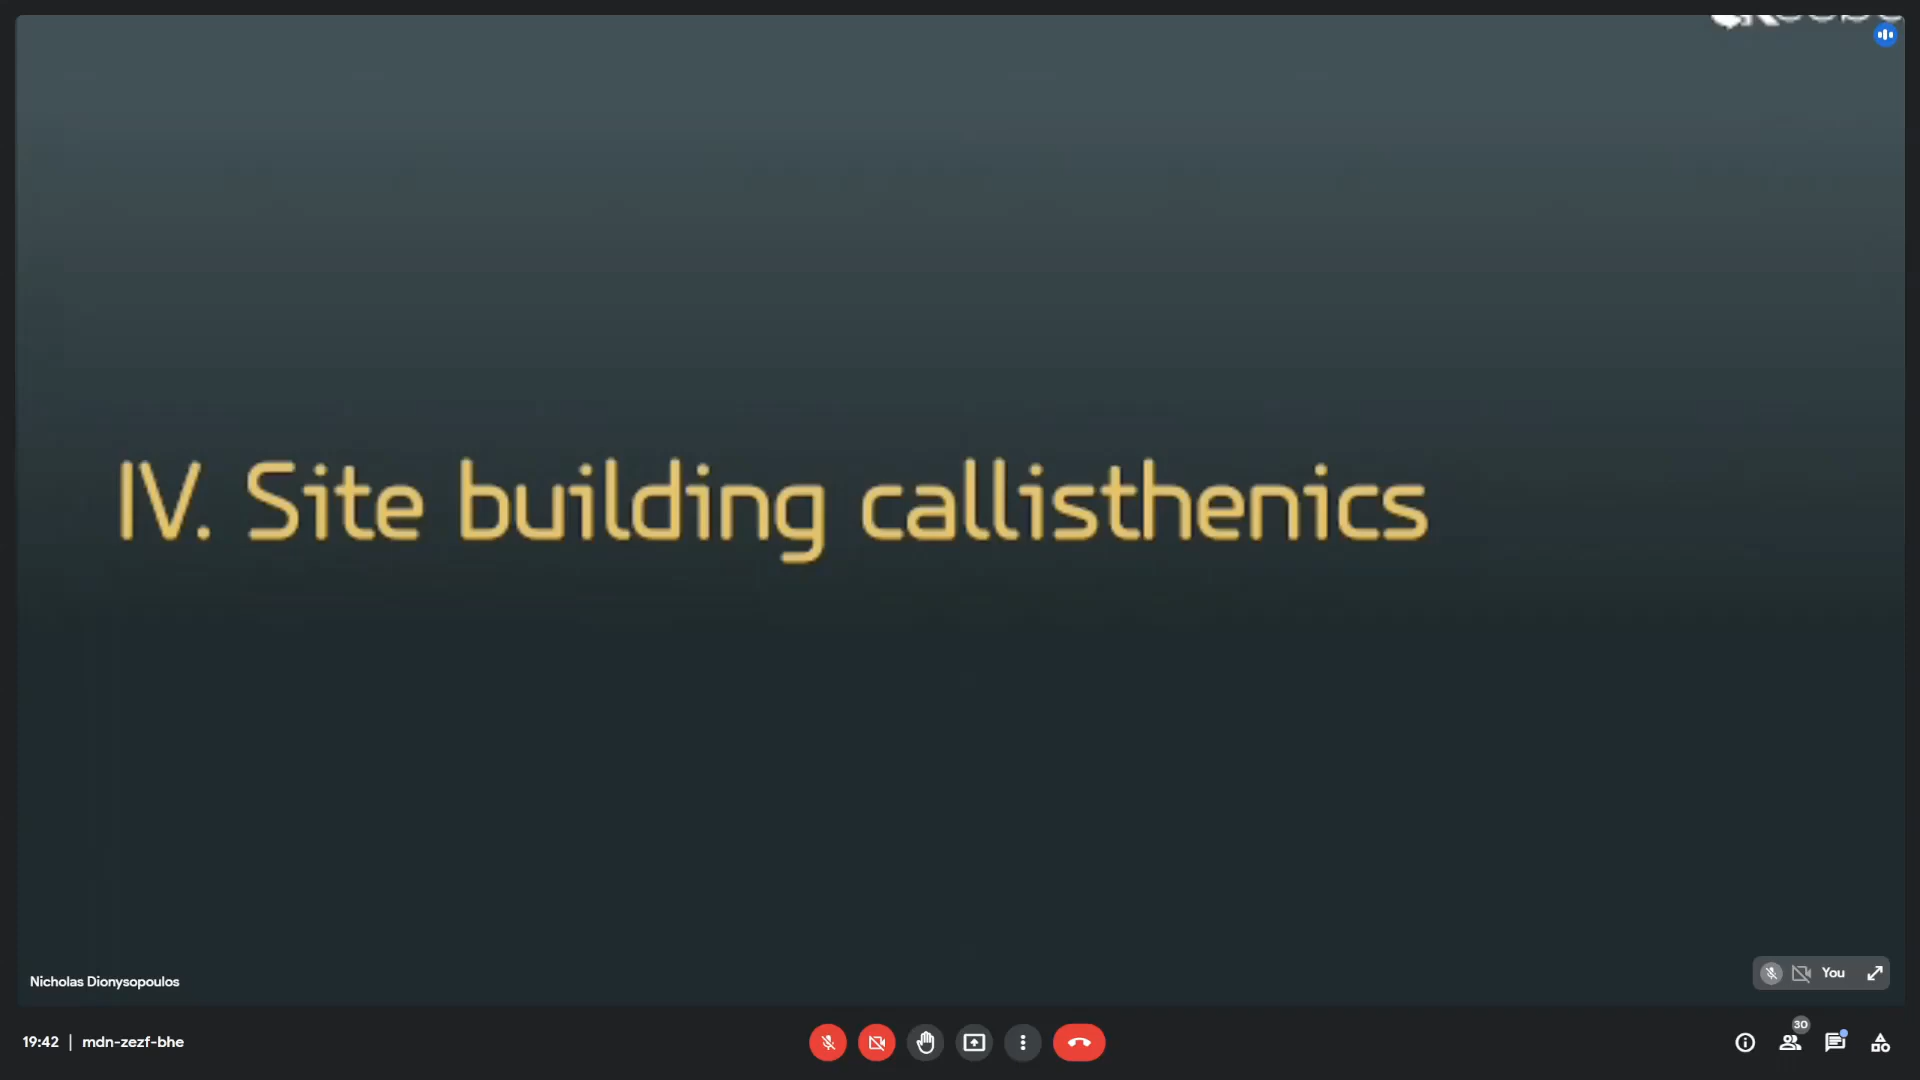 IV. Site building callisthenics
Nicholas Dionysopoulos
You
19:42 | mdn-zezf-bhe
30